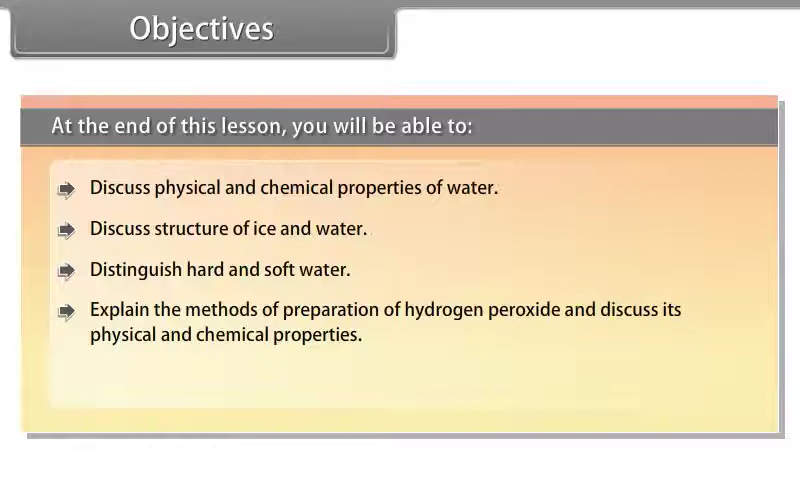 Objectives
At the end of this lesson, you will be able to:
Discuss physical and chemical properties of water.
Discuss structure of ice and water.
Distinguish hard and soft water.
Explain the methods of preparation of hydrogen peroxide and discuss its
physical and chemical properties.